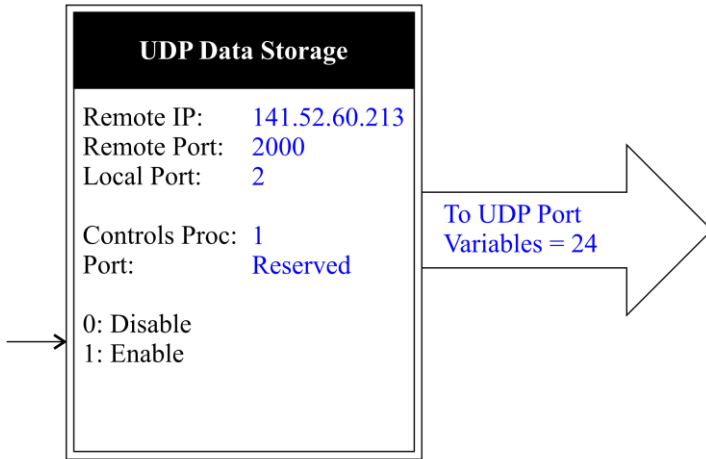 UDP Data Storage
Remote IP: 141.52.60.213
Remote Port: 2000
Local Port: 2
Controls Proc: 1
Port: Reserved
0: Disable
1: Enable
To UDP Port
Variables = 24